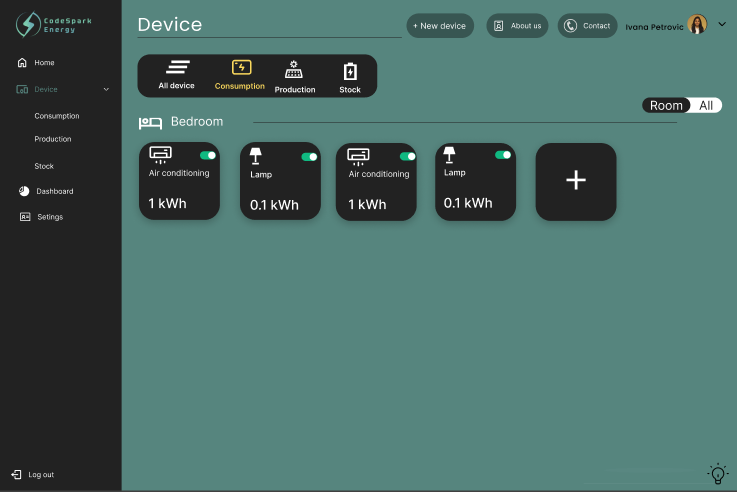 CodeSpark
Energy
Home
Device
Consumption
Production
Stock
Dashboard
Setings
Log out
Device
+ New device
About us
Contact
Ivana Petrovic
All device
Consumption
Production
Stock
Room
All
Bedroom
Air conditioning
1 kWh
Lamp
0.1 kWh
Air conditioning
1 kWh
Lamp
0.1 kWh